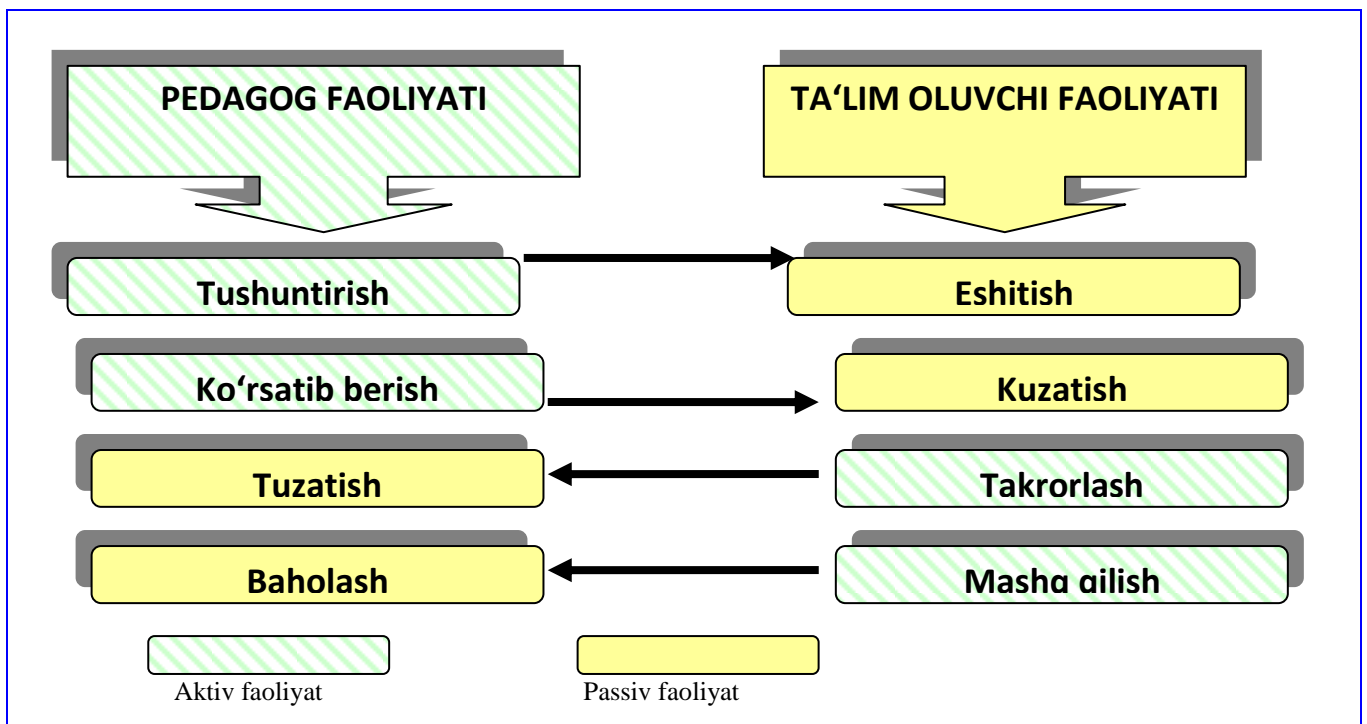 PEDAGOG FAOLIYATI
TA‘LIM OLUVCHI FAOLIYATI
Tushuntirish
Eshitish
Ko‘rsatib berish
Kuzatish
Tuzatish
Takrorlash
Baholash
Mashq qilish
Aktiv faoliyat
Passiv faoliyat